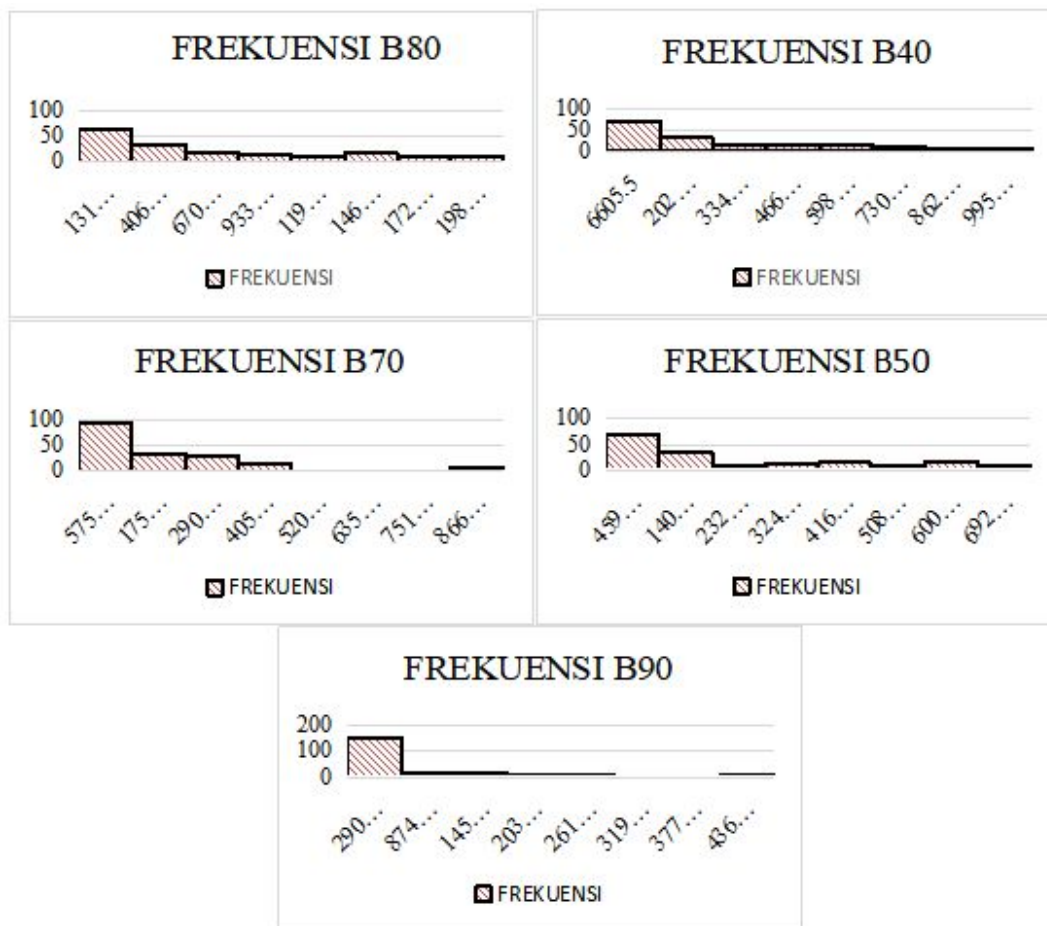 FREKUENSI B80
100
50
0
131… 406… 670… 933… 119… 146… 172… 198…
FREKUENSI
FREKUENSI B40
100
50
0
6605.5 202… 334… 466… 598… 730… 862… 995…
FREKUENSI
FREKUENSI B70
100
50
0
575… 175… 290… 405… 520… 635… 751… 866…
FREKUENSI
FREKUENSI B50
100
50
0
459… 140… 232… 324… 416… 508… 600… 692…
FREKUENSI
FREKUENSI B90
200
100
0
290… 874… 145… 203… 261… 319… 377… 436…
FREKUENSI